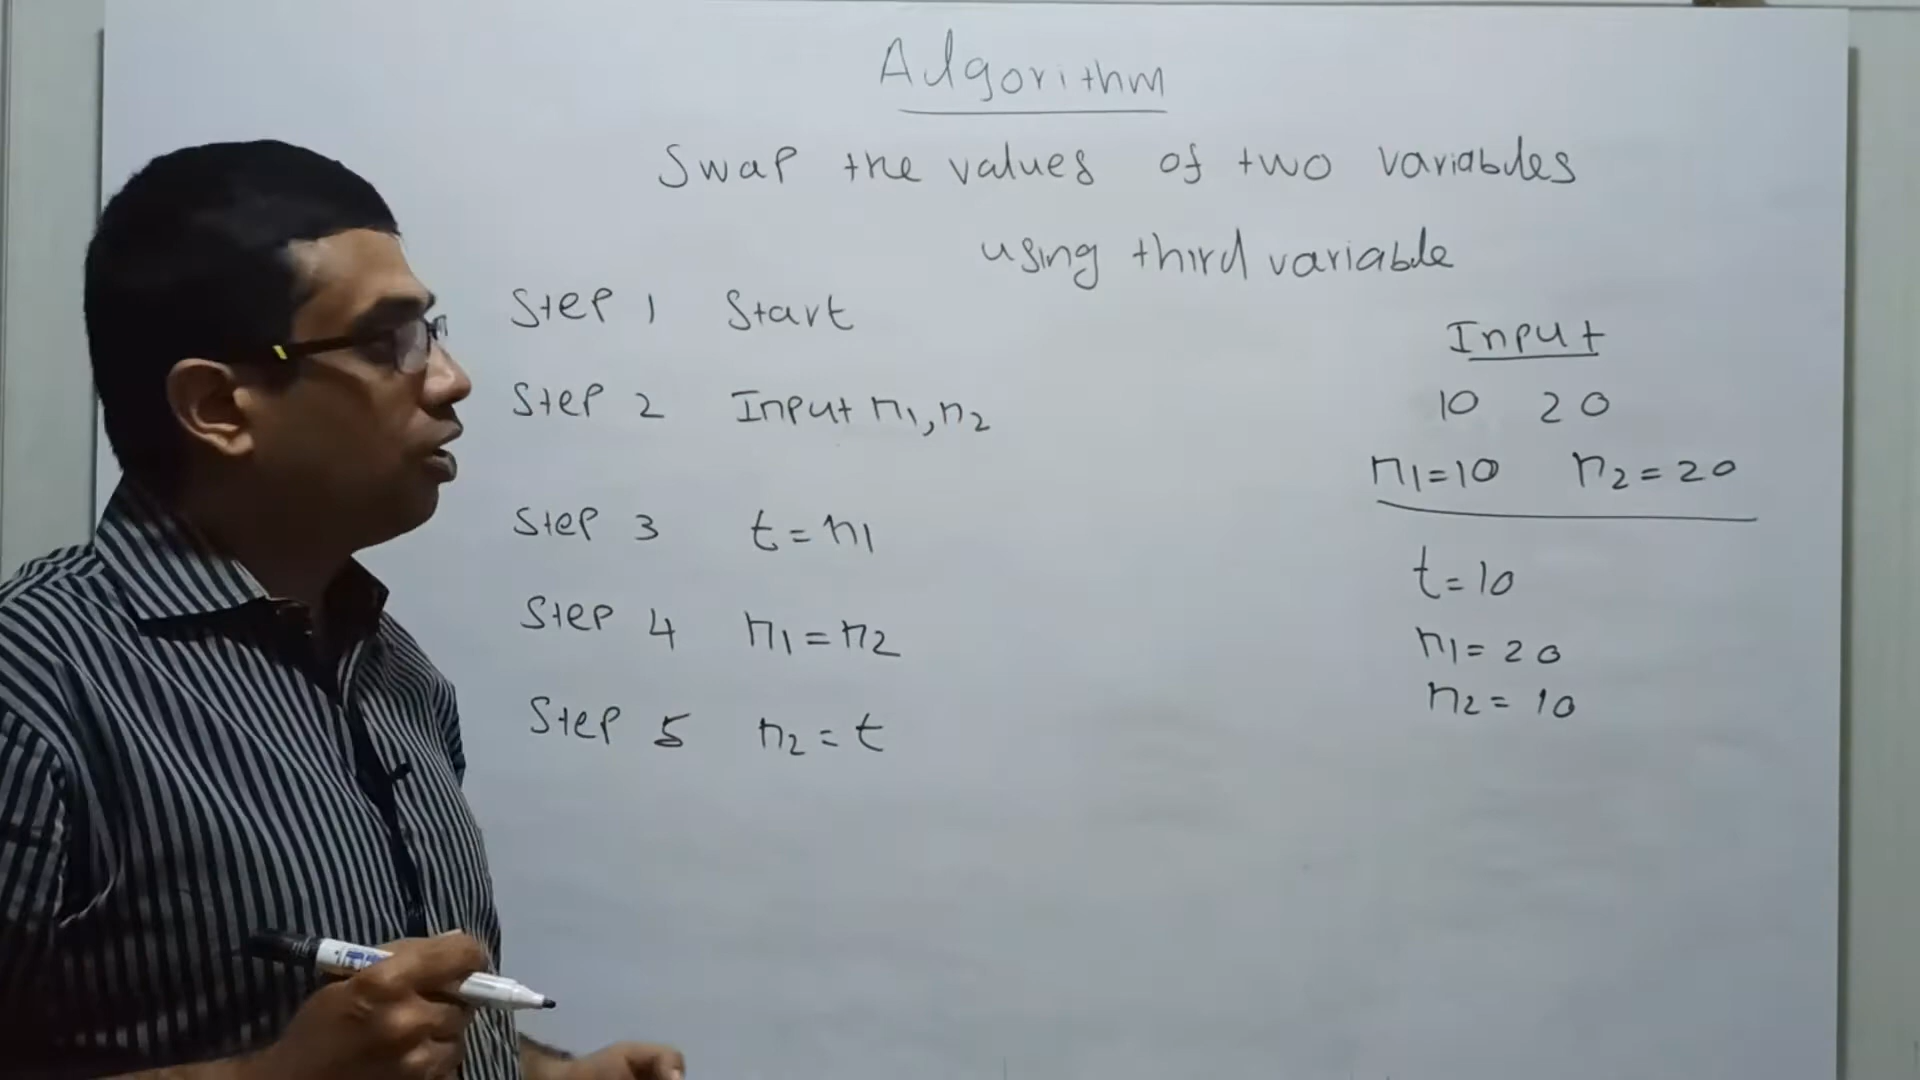 Algorithm
Swap the values of two variables
using third variable
Step 1 Start
Step 2 Input n1, n2
Step 3 t = n1
Step 4 n1 = n2
Step 5 n2 = t
Input
10 20
n1=10 n2=20
t=10
n1=20
n2=10